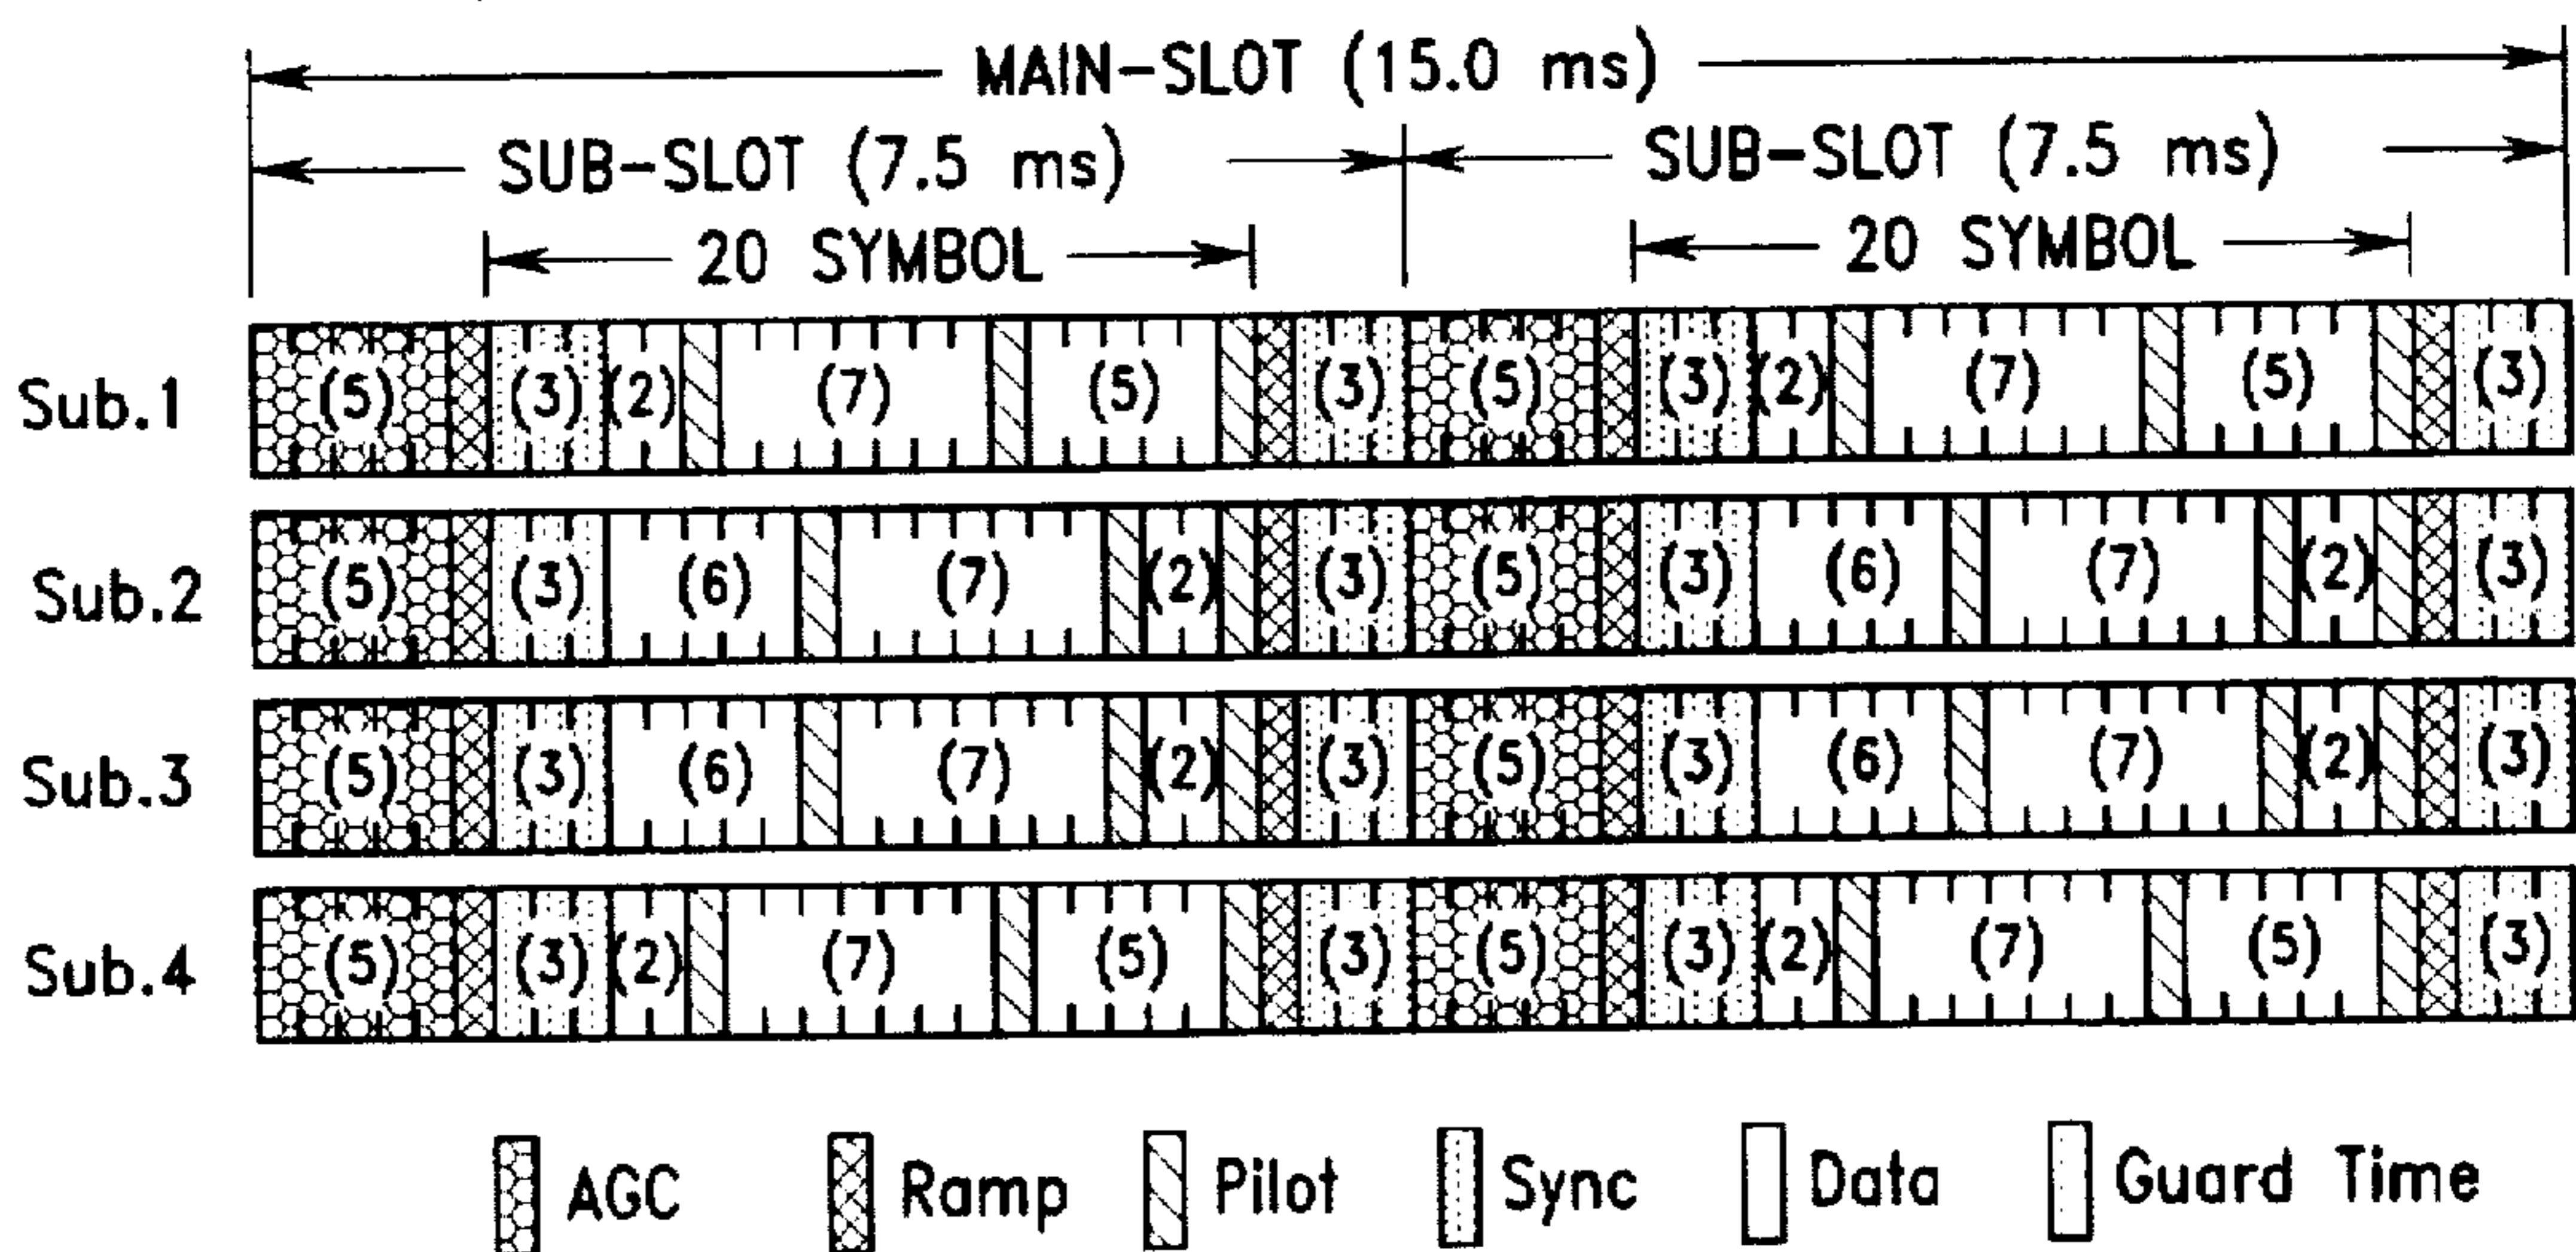 MAIN-SLOT (15.0 ms)
SUB-SLOT (7.5 ms) SUB-SLOT (7.5 ms)
20 SYMBOL 20 SYMBOL
Sub.1 (5) (3) (2) (7) (5) (3) (5) (3) (2) (7) (5) (3)
Sub.2 (5) (3) (6) (7) (2) (3) (5) (3) (6) (7) (2) (3)
Sub.3 (5) (3) (6) (7) (2) (3) (5) (3) (6) (7) (2) (3)
Sub.4 (5) (3) (2) (7) (5) (3) (5) (3) (2) (7) (5) (3)
AGC Ramp Pilot Sync Data Guard Time